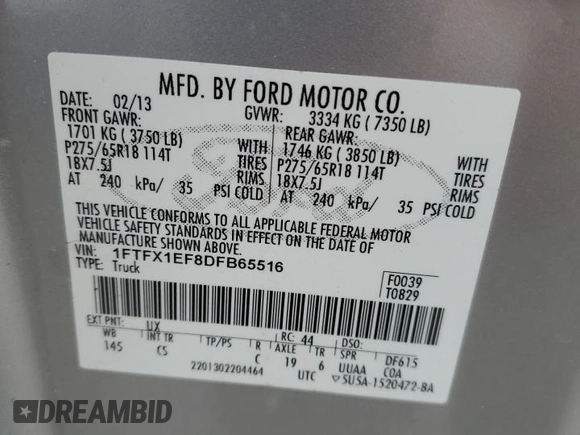 MFD. BY FORD MOTOR CO.
DATE: 02/13 GVWR: 3334 KG ( 7350 LB)
FRONT GAWR: REAR GAWR:
1701 KG ( 3750 LB) WITH 1746 KG ( 3850 LB) WITH
P275/65R18 114T TIRES P275/65R18 114T TIRES
18X7.5J RIMS 18X7.5J RIMS
AT 240 kPa/ 35 PSI COLD AT 240 kPa/ 35 PSI COLD
THIS VEHICLE CONFORMS TO ALL APPLICABLE FEDERAL MOTOR
VEHICLE SAFETY STANDARDS IN EFFECT ON THE DATE OF
MANUFACTURE SHOWN ABOVE.
VIN: 1FTFX1EF8DFB65516 F0039
TYPE: Truck T0829
EXT PNT: UX RC: 44 DSO:
WB INT TR TP/PS R AXLE TR SPR DF615
145 CS C 19 6 UUAA COA
2201302204464 UTC 5U5A-1520472-BA
Ford
DREAMBID